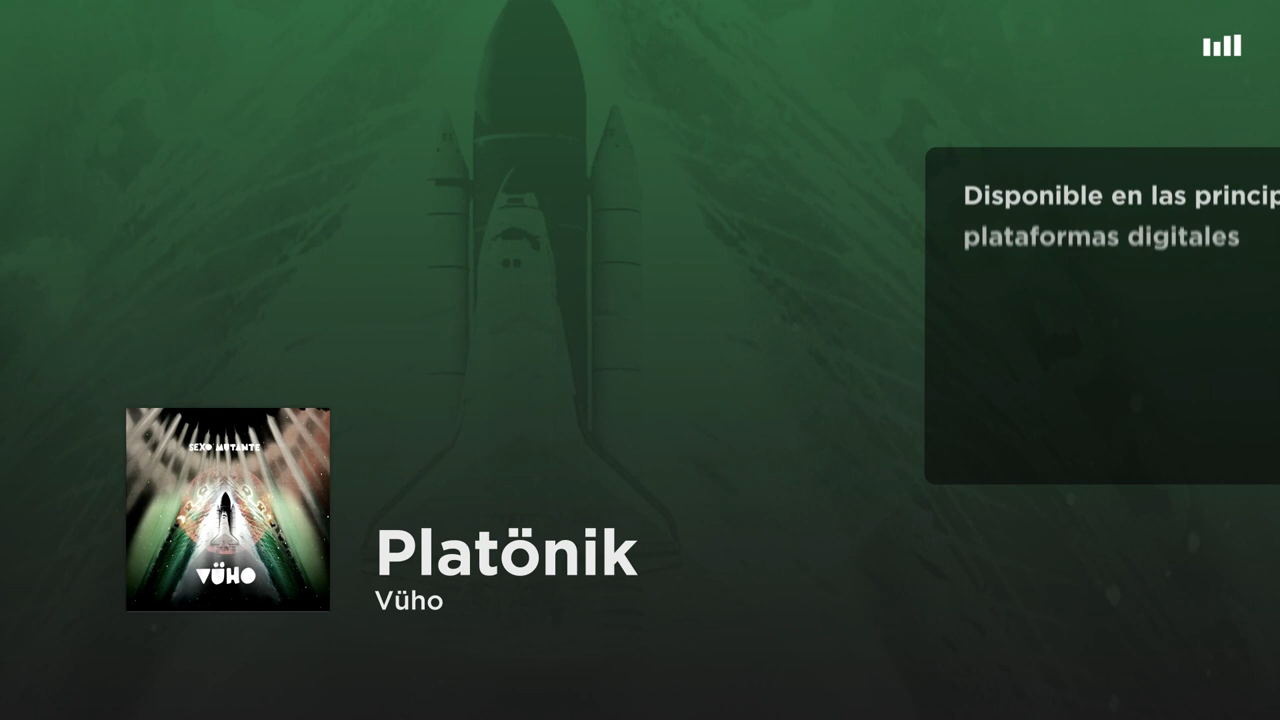 Disponible en las princip
plataformas digitales
SEXO MUTANTE
VÜHO
Platönik
Vüho